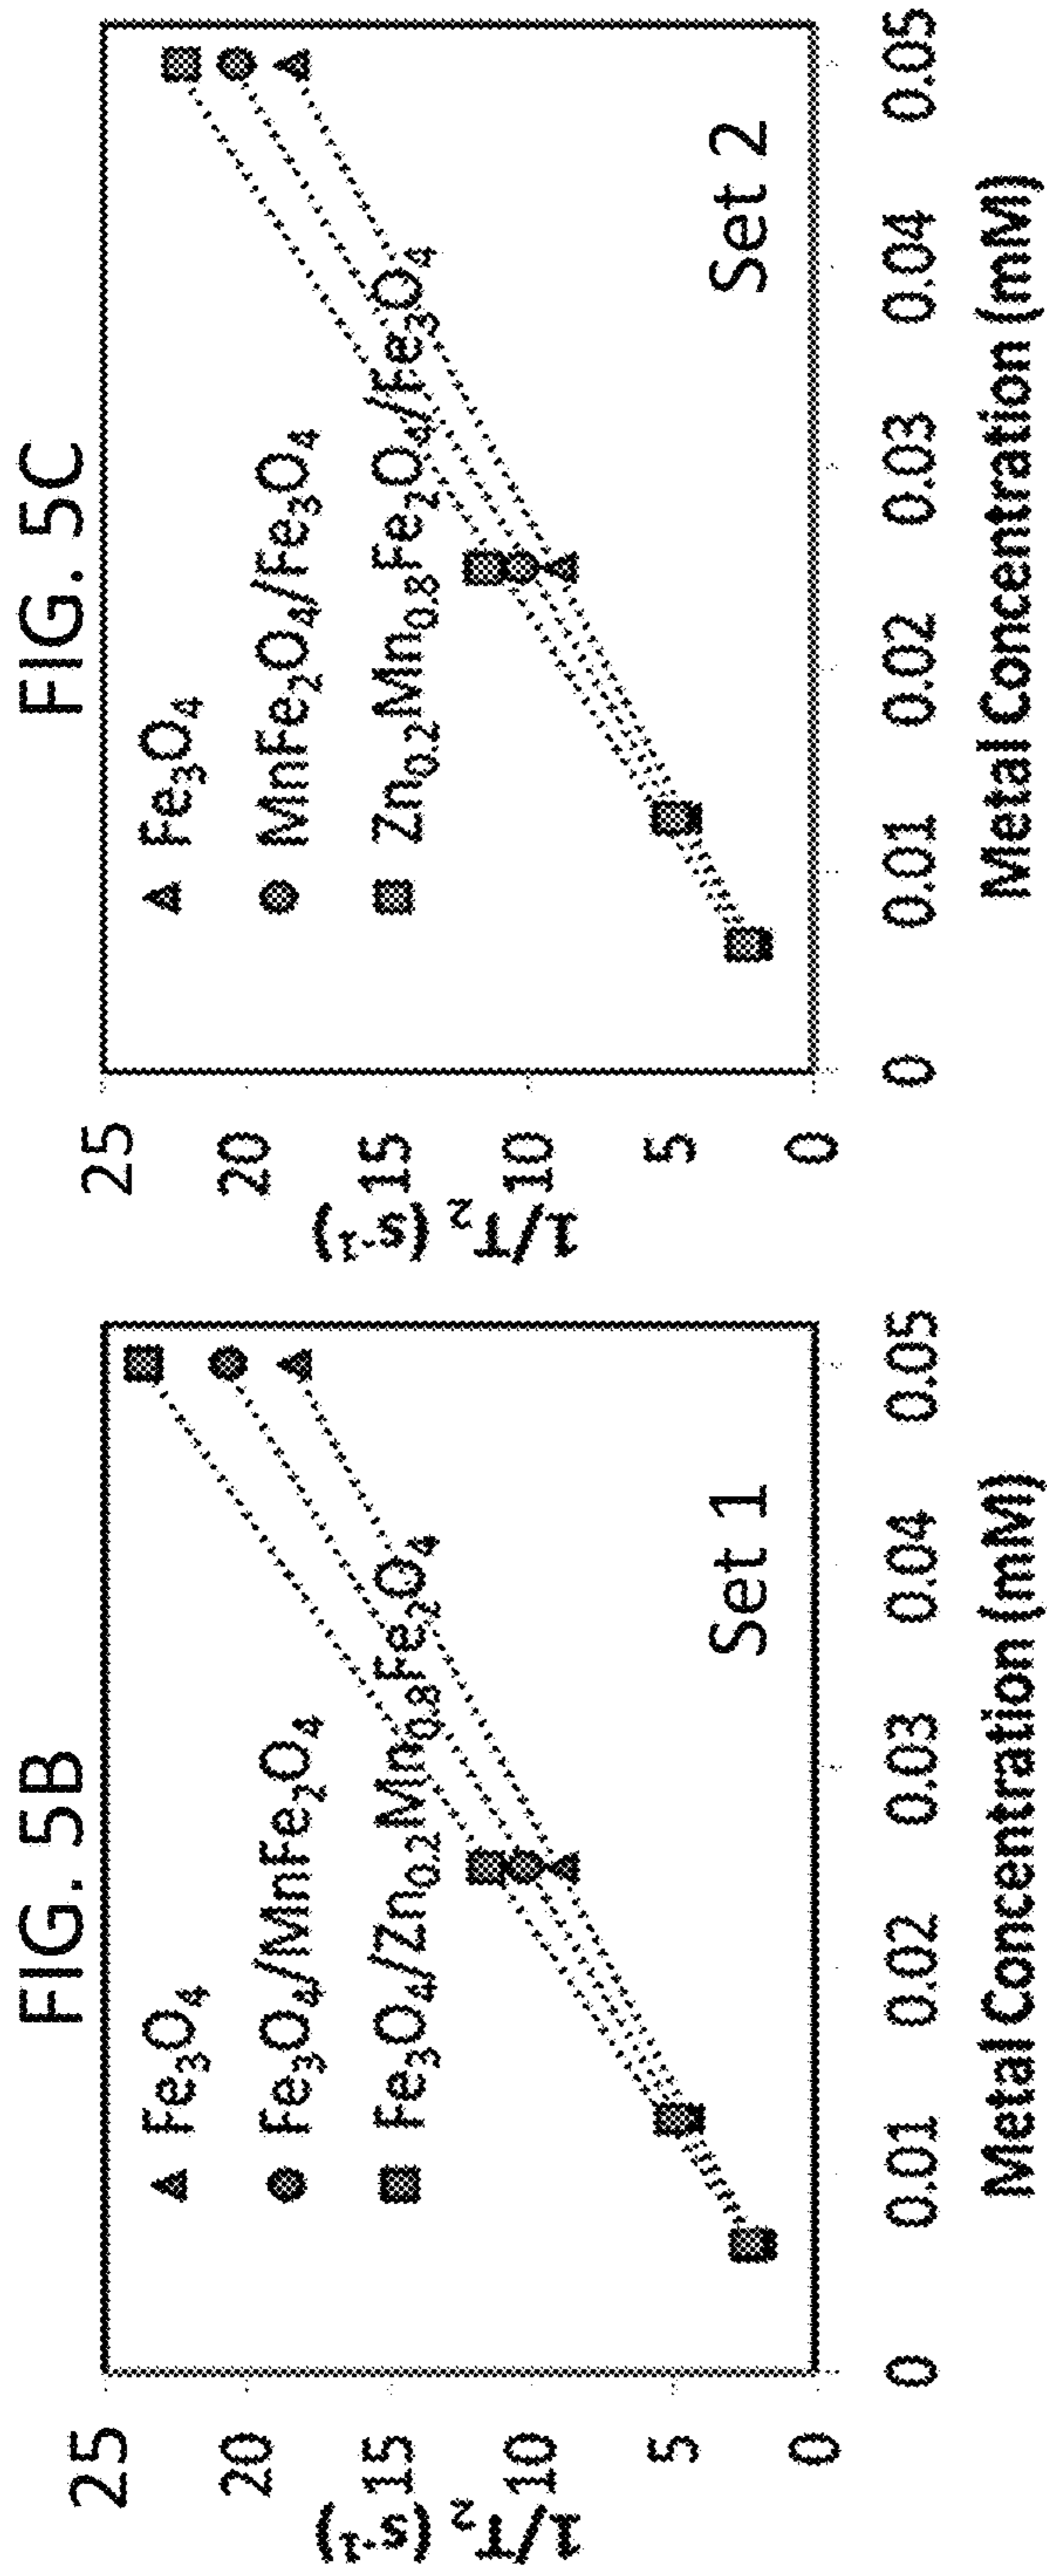 FIG. 5B
25
20
15
10
5
0
1/T₂ (s⁻¹)
Fe₃O₄
Fe₃O₄/MnFe₂O₄
Fe₃O₄/Zn₀.₂Mn₀.₈Fe₂O₄
Set 1
0 0.01 0.02 0.03 0.04 0.05
Metal Concentration (mM)
FIG. 5C
25
20
15
10
5
0
1/T₂ (s⁻¹)
Fe₃O₄
MnFe₂O₄/Fe₃O₄
Zn₀.₂Mn₀.₈Fe₂O₄/Fe₃O₄
Set 2
0 0.01 0.02 0.03 0.04 0.05
Metal Concentration (mM)